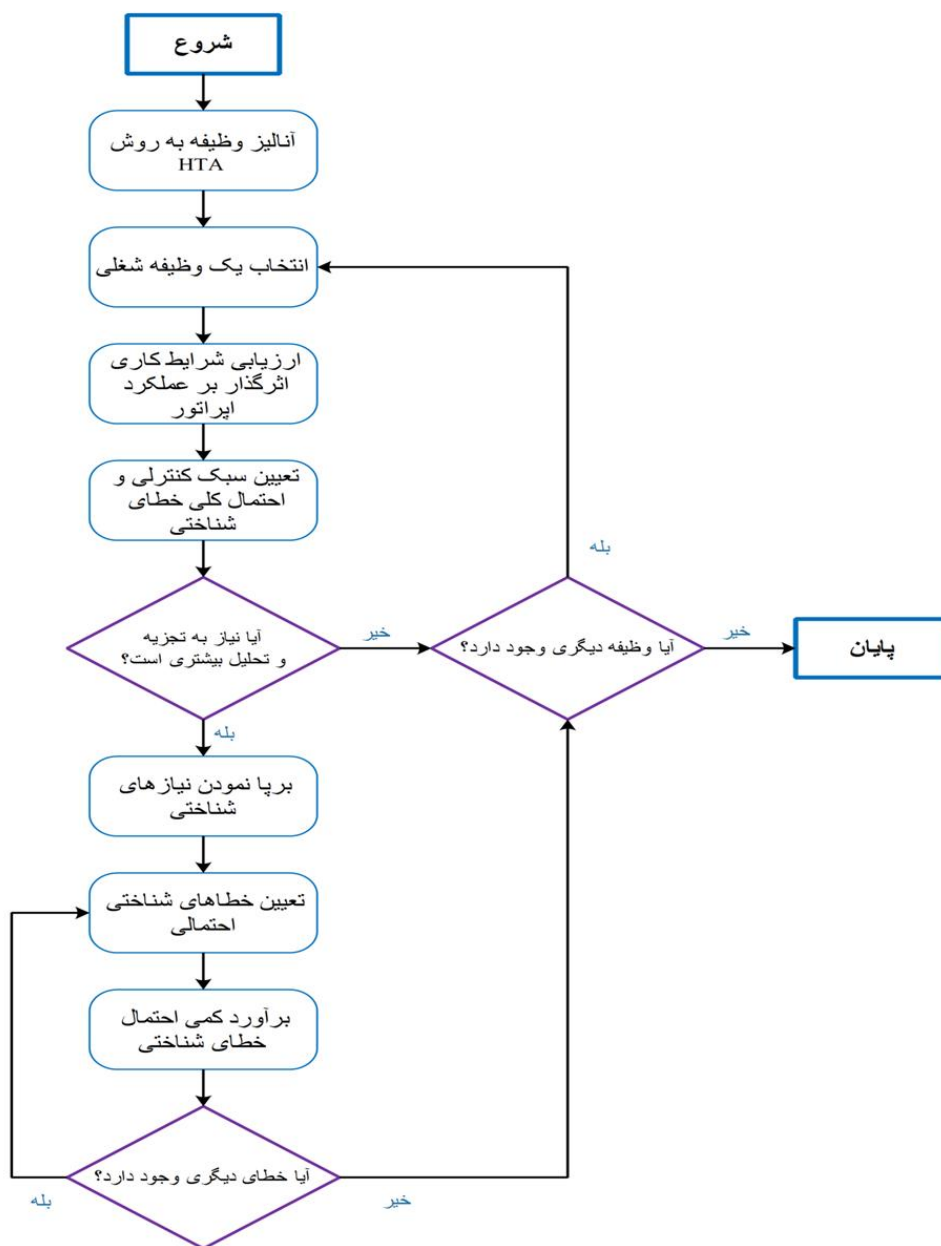 شروع
آنالیز وظیفه به روش
HTA
انتخاب یک وظیفه شغلی
ارزیابی شرایط کاری
اثرگذار بر عملکرد
اپراتور
تعیین سبک کنترلی و
احتمال کلی خطای
شناختی
آیا نیاز به تجزیه
و تحلیل بیشتری است؟
خیر
بله
آیا وظیفه دیگری وجود دارد؟
بله
خیر
پایان
برپا نمودن نیازهای
شناختی
تعیین خطاهای شناختی
احتمالی
برآورد کمی احتمال
خطای شناختی
آیا خطای دیگری وجود دارد؟
بله
خیر